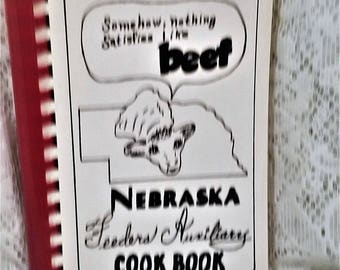 Somehow, nothing
Satisfies Like
beef
NEBRASKA
Feeders Auxiliary
COOK BOOK